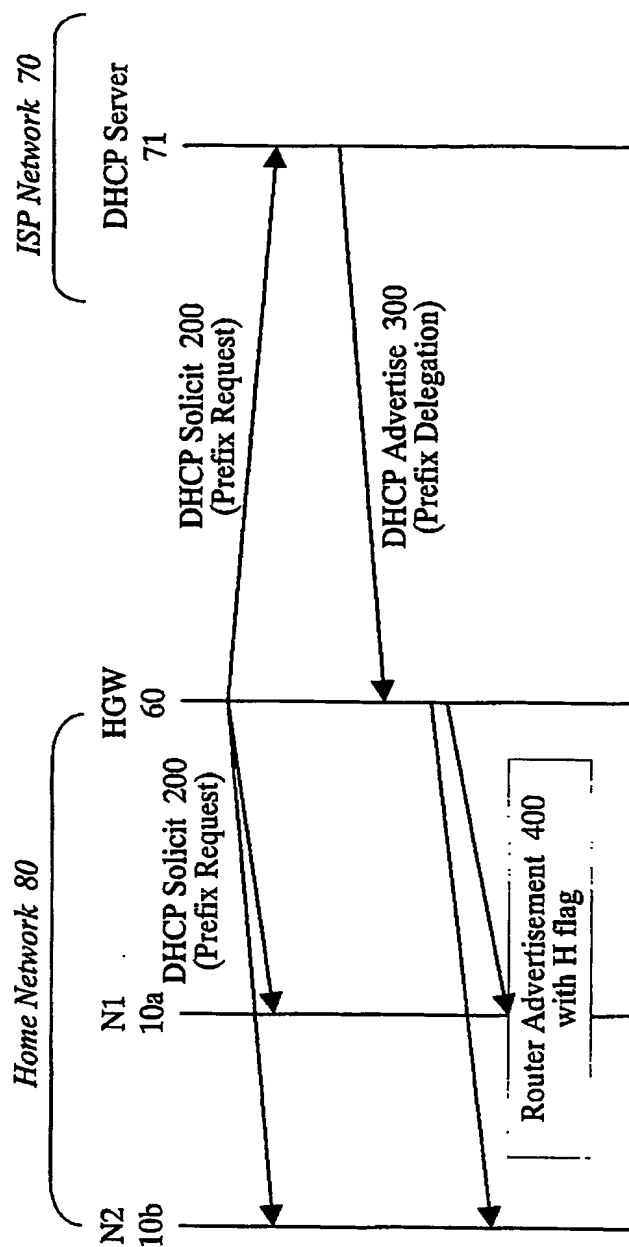 Home Network 80
ISP Network 70
N2
10b
N1
10a
HGW
60
DHCP Server
71
DHCP Solicit 200
(Prefix Request)
DHCP Solicit 200
(Prefix Request)
DHCP Advertise 300
(Prefix Delegation)
Router Advertisement 400
with H flag